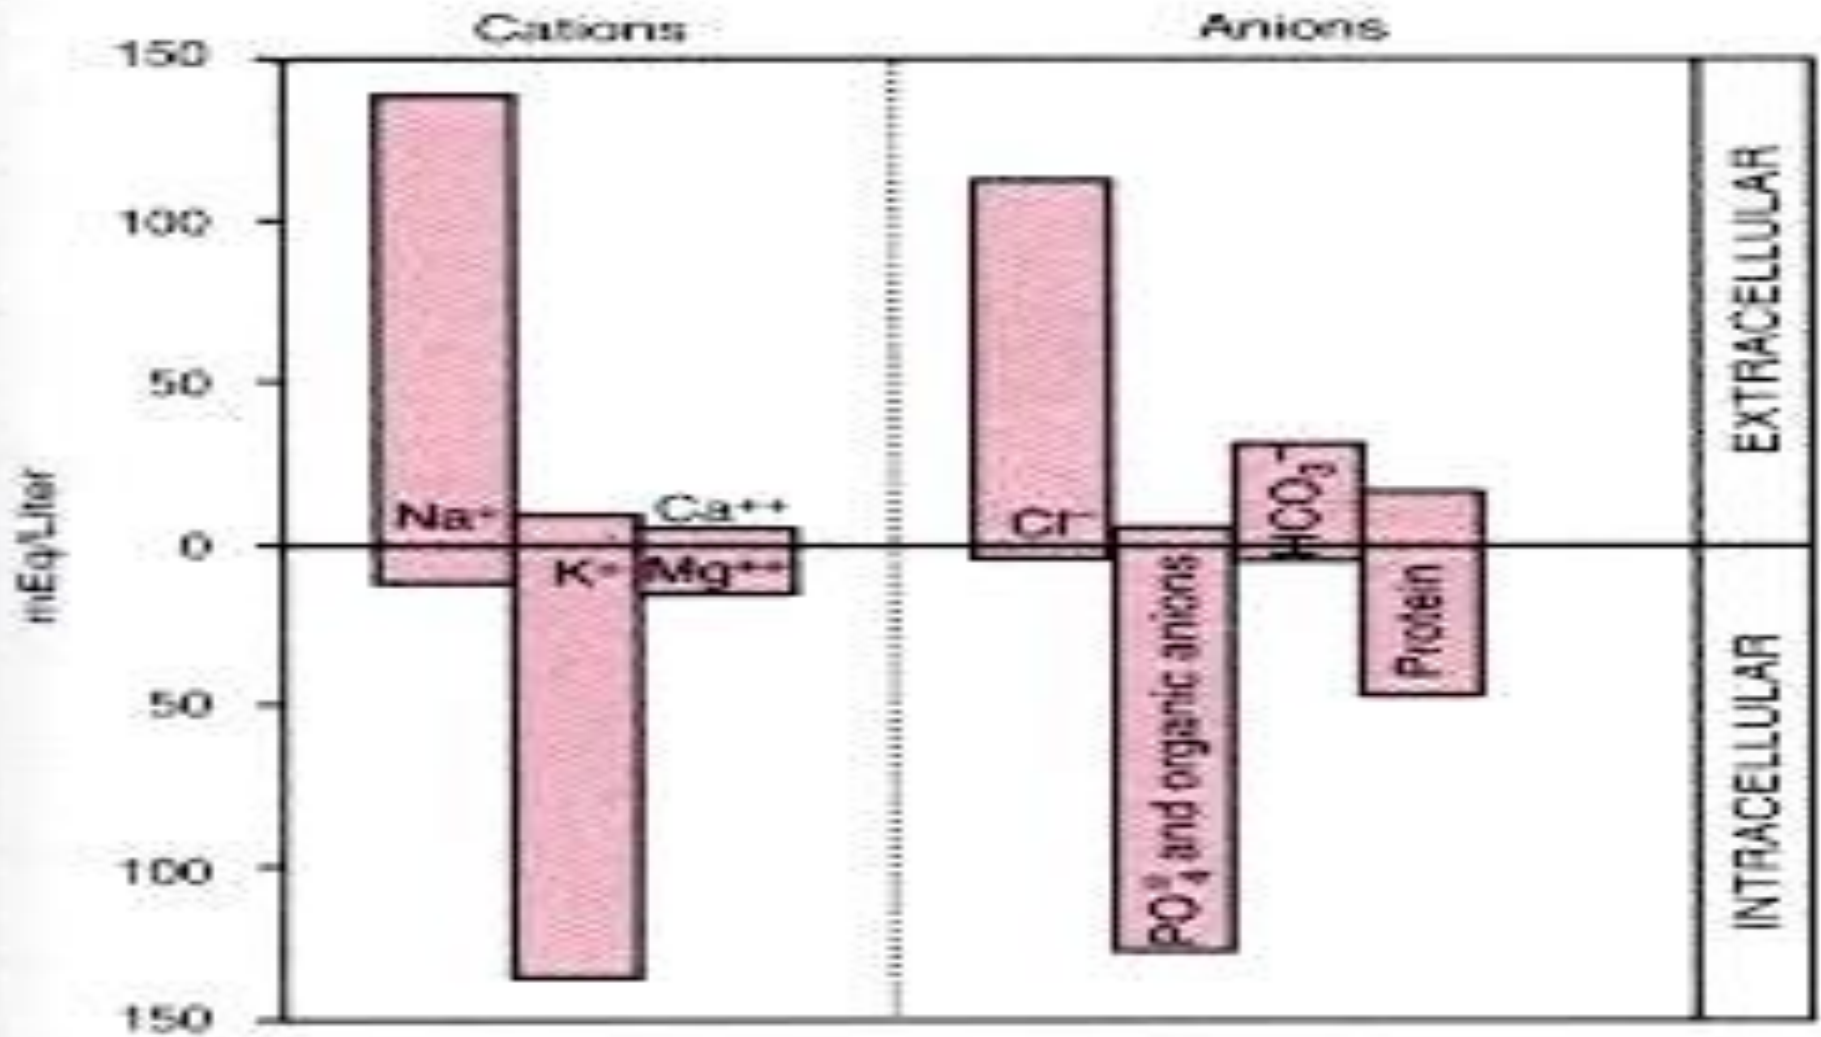 Cations
Anions
150
100
50
0
50
100
150
mEq/Liter
Na+
K+
Ca++
Mg++
Cl−
PO4 and organic anions
HCO3−
Protein
EXTRACELLULAR
INTRACELLULAR